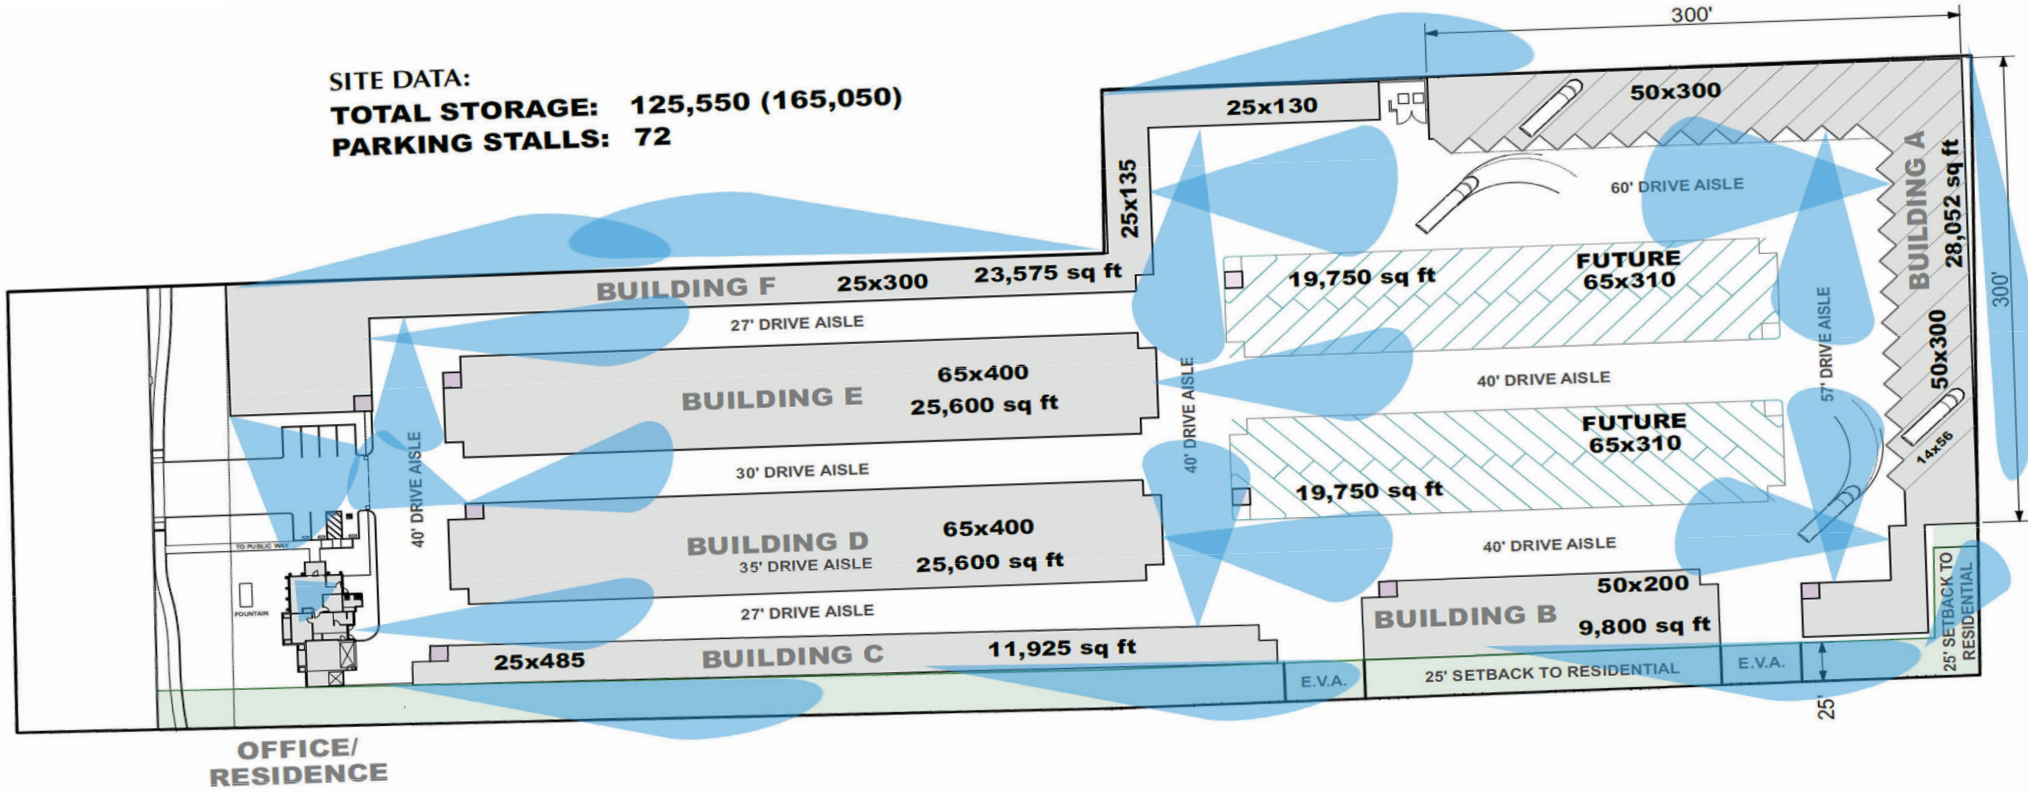 300'
SITE DATA:
TOTAL STORAGE: 125,550 (165,050)
PARKING STALLS: 72
25x130
50x300
25x135
60' DRIVE AISLE
BUILDING A
28,052 sq ft
BUILDING F 25x300 23,575 sq ft
19,750 sq ft
FUTURE
65x310
300'
27' DRIVE AISLE
57' DRIVE AISLE
50x300
BUILDING E
65x400
25,600 sq ft
40' DRIVE AISLE
40' DRIVE AISLE
FUTURE
65x310
14x56
40' DRIVE AISLE
30' DRIVE AISLE
19,750 sq ft
BUILDING D
65x400
35' DRIVE AISLE
25,600 sq ft
40' DRIVE AISLE
TO PUBLIC WAY
FOUNTAIN
27' DRIVE AISLE
50x200
BUILDING B
9,800 sq ft
25' SETBACK TO
RESIDENTIAL
25x485
BUILDING C
11,925 sq ft
E.V.A.
25' SETBACK TO RESIDENTIAL
E.V.A.
25'
OFFICE/
RESIDENCE